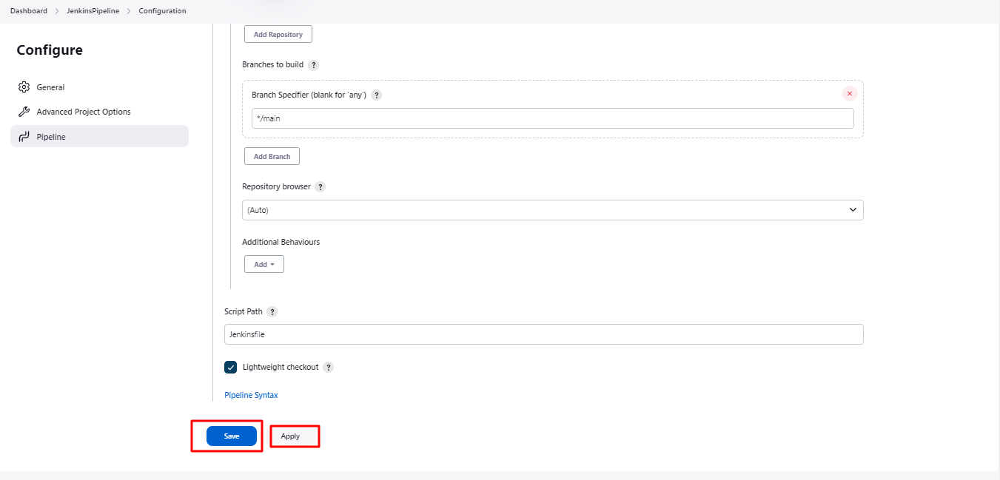 Dashboard > JenkinsPipeline > Configuration
Configure
General
Advanced Project Options
Pipeline
Add Repository
Branches to build ?
Branch Specifier (blank for 'any') ?
*/main
Add Branch
Repository browser ?
(Auto)
Additional Behaviours
Add
Script Path ?
Jenkinsfile
Lightweight checkout ?
Pipeline Syntax
Save
Apply